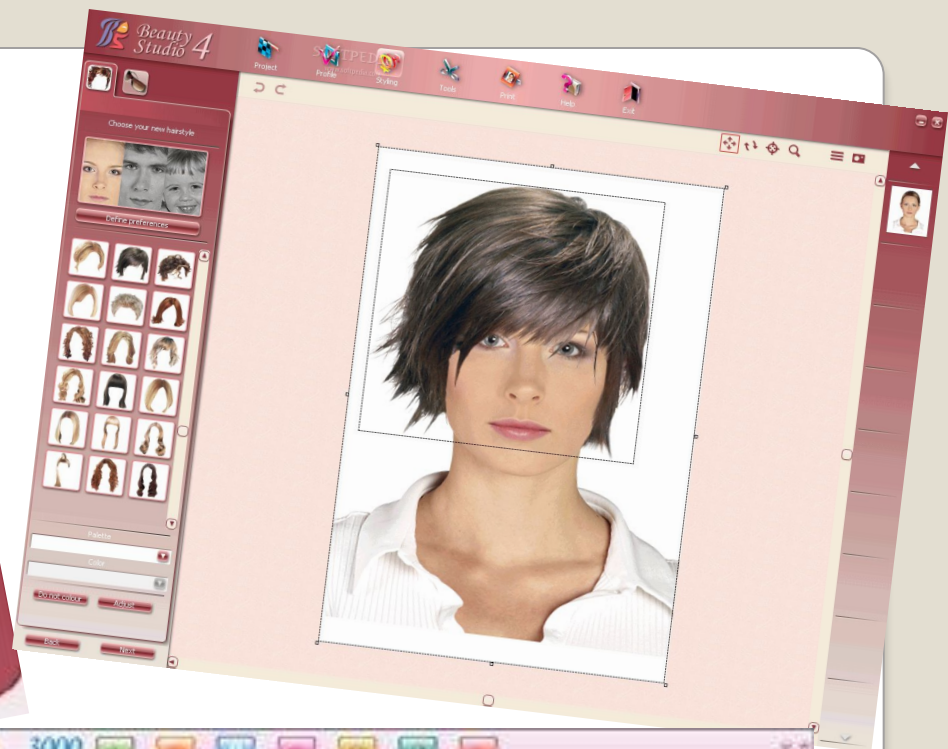 Beauty
Studio 4
Project
Profile
Styling
Tools
Print
Help
Exit
Choose your new hairstyle
Define preferences
Palette
Color
Do not colour
Adjust
Back
Next
3000